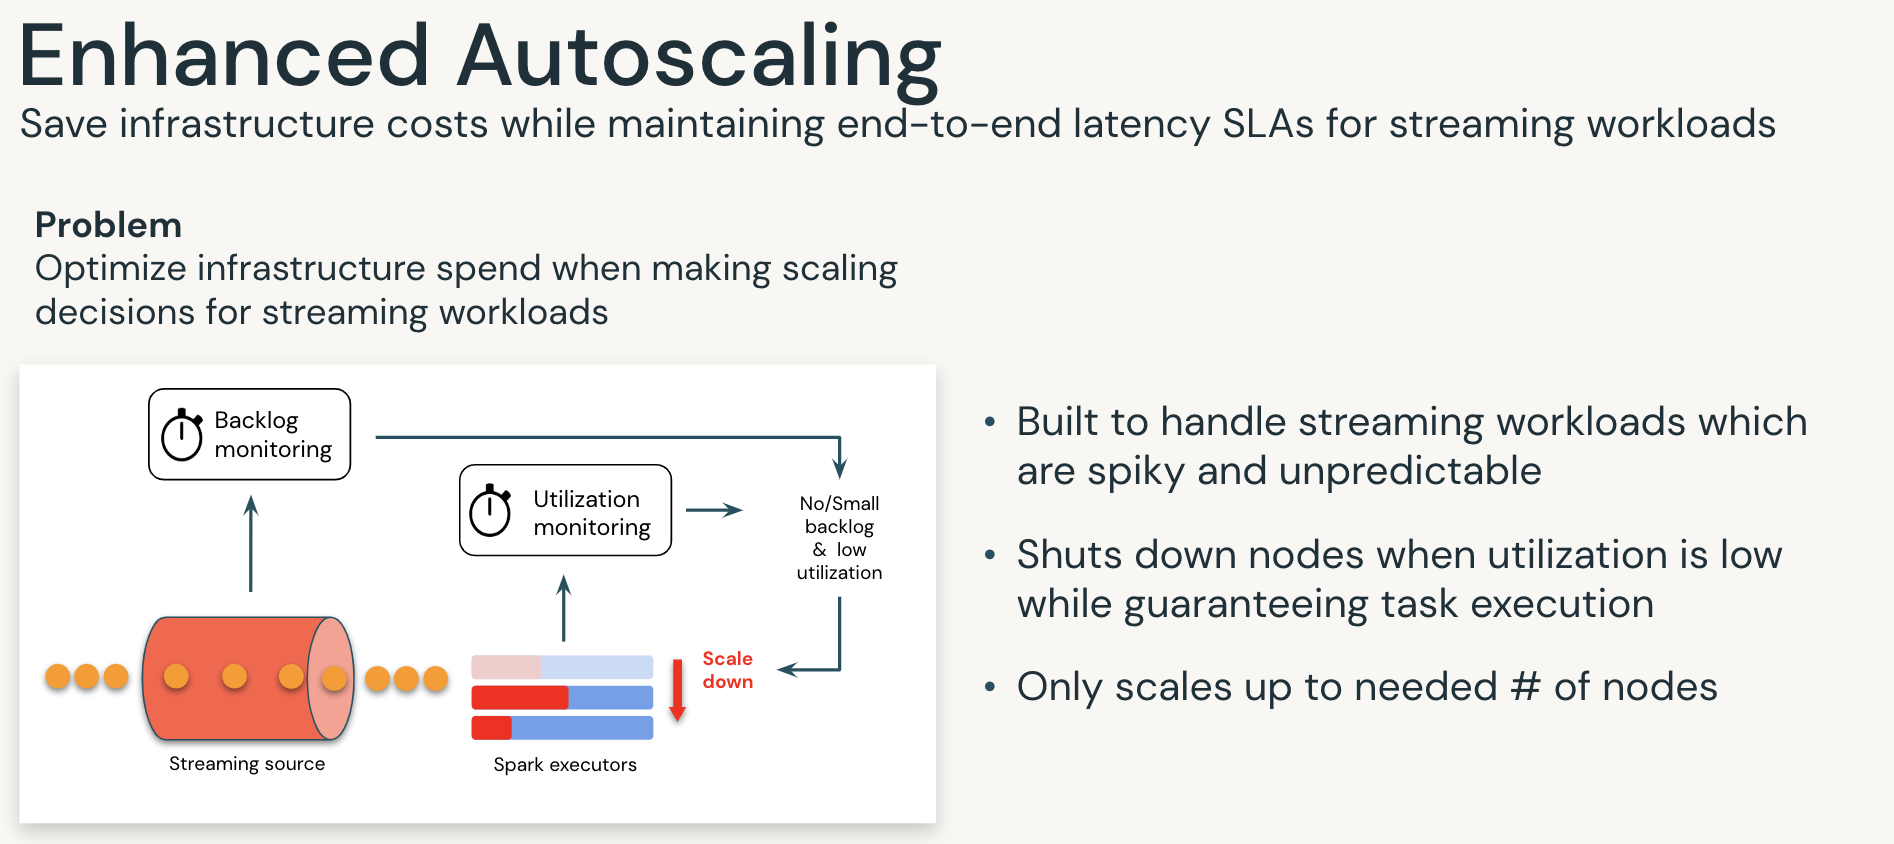 Enhanced Autoscaling
Save infrastructure costs while maintaining end-to-end latency SLAs for streaming workloads
Problem
Optimize infrastructure spend when making scaling
decisions for streaming workloads
Backlog
monitoring
Utilization
monitoring
No/Small
backlog
& low
utilization
Scale
down
Streaming source
Spark executors
• Built to handle streaming workloads which
are spiky and unpredictable
• Shuts down nodes when utilization is low
while guaranteeing task execution
• Only scales up to needed # of nodes